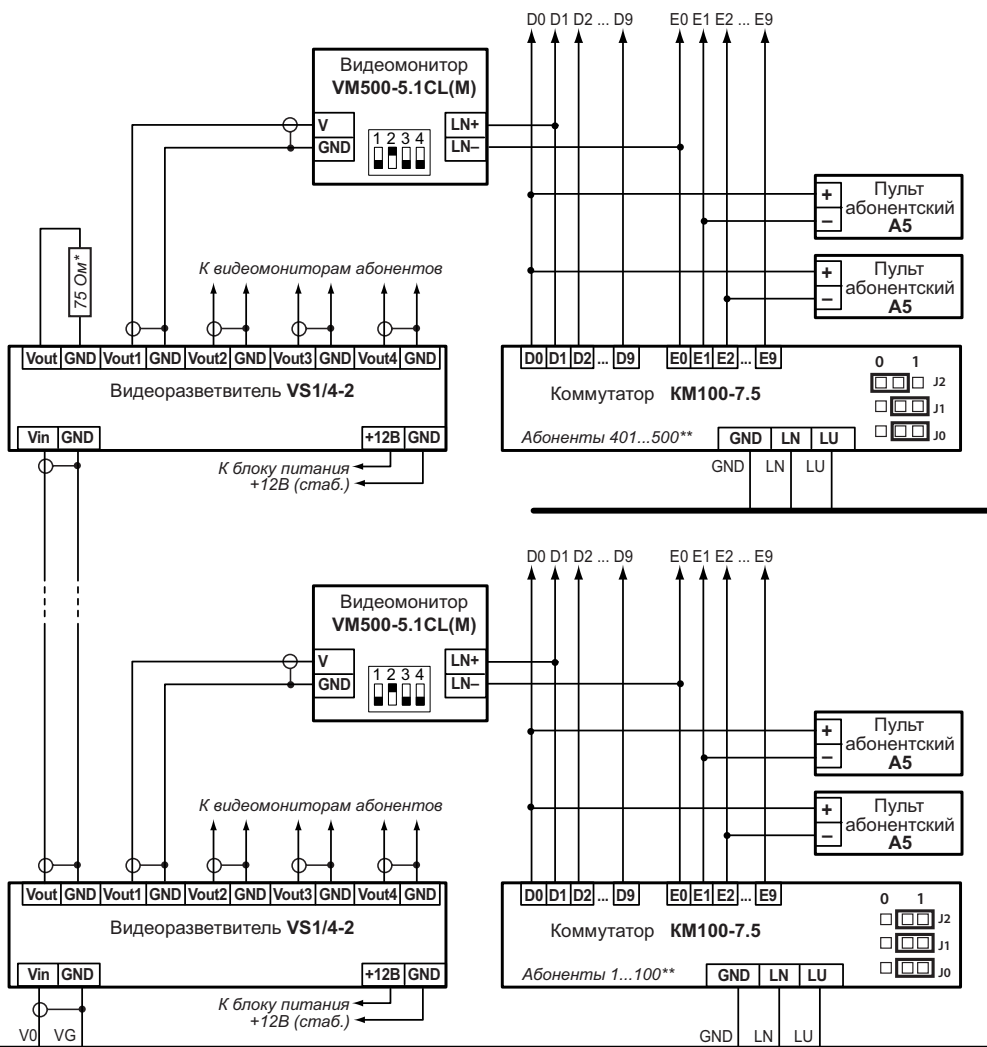 D0 D1 D2 ... D9 E0 E1 E2 ... E9
Видеомонитор
VM500-5.1CL(M)
V
GND
1 2 3 4
LN+
LN–
+
–
Пульт
абонентский
А5
+
–
Пульт
абонентский
А5
75 Ом*
К видеомониторам абонентов
Vout GND Vout1 GND Vout2 GND Vout3 GND Vout4 GND
Видеоразветвитель VS1/4-2
Vin GND
+12В GND
К блоку питания
+12В (стаб.)
D0 D1 D2 ... D9 E0 E1 E2 ... E9
Коммутатор КМ100-7.5
0 1
J2
J1
J0
Абоненты 401...500**
GND LN LU
GND LN LU
D0 D1 D2 ... D9 E0 E1 E2 ... E9
Видеомонитор
VM500-5.1CL(M)
V
GND
1 2 3 4
LN+
LN–
+
–
Пульт
абонентский
А5
+
–
Пульт
абонентский
А5
К видеомониторам абонентов
Vout GND Vout1 GND Vout2 GND Vout3 GND Vout4 GND
Видеоразветвитель VS1/4-2
Vin GND
+12В GND
К блоку питания
+12В (стаб.)
V0 VG
D0 D1 D2 ... D9 E0 E1 E2 ... E9
Коммутатор КМ100-7.5
0 1
J2
J1
J0
Абоненты 1...100**
GND LN LU
GND LN LU